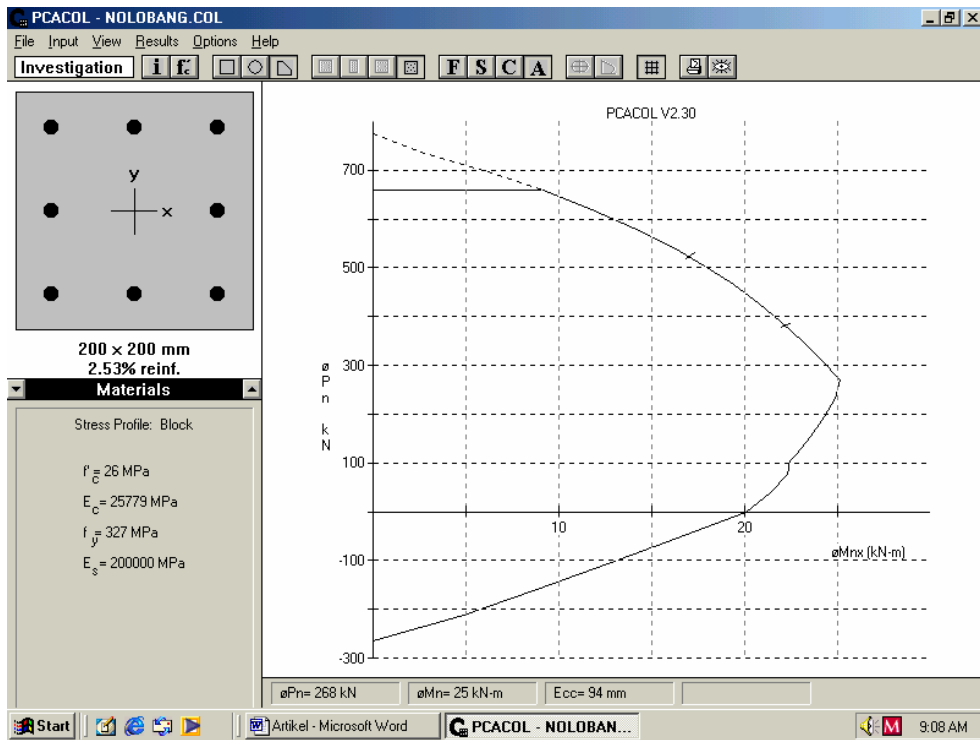 PCACOL - NOLOBANG.COL
File Input View Results Options Help
Investigation i f'c F S C A
y
x
200 × 200 mm
2.53% reinf.
Materials
Stress Profile: Block
f'c = 26 MPa
Ec = 25779 MPa
fy = 327 MPa
Es = 200000 MPa
PCACOL V2.30
700
500
300
100
-100
-300
ø
P
n
k
N
10
20
øMnx (kN-m)
øPn= 268 kN øMn= 25 kN-m Ecc= 94 mm
Start Artikel - Microsoft Word PCACOL - NOLOBAN... M 9:08 AM